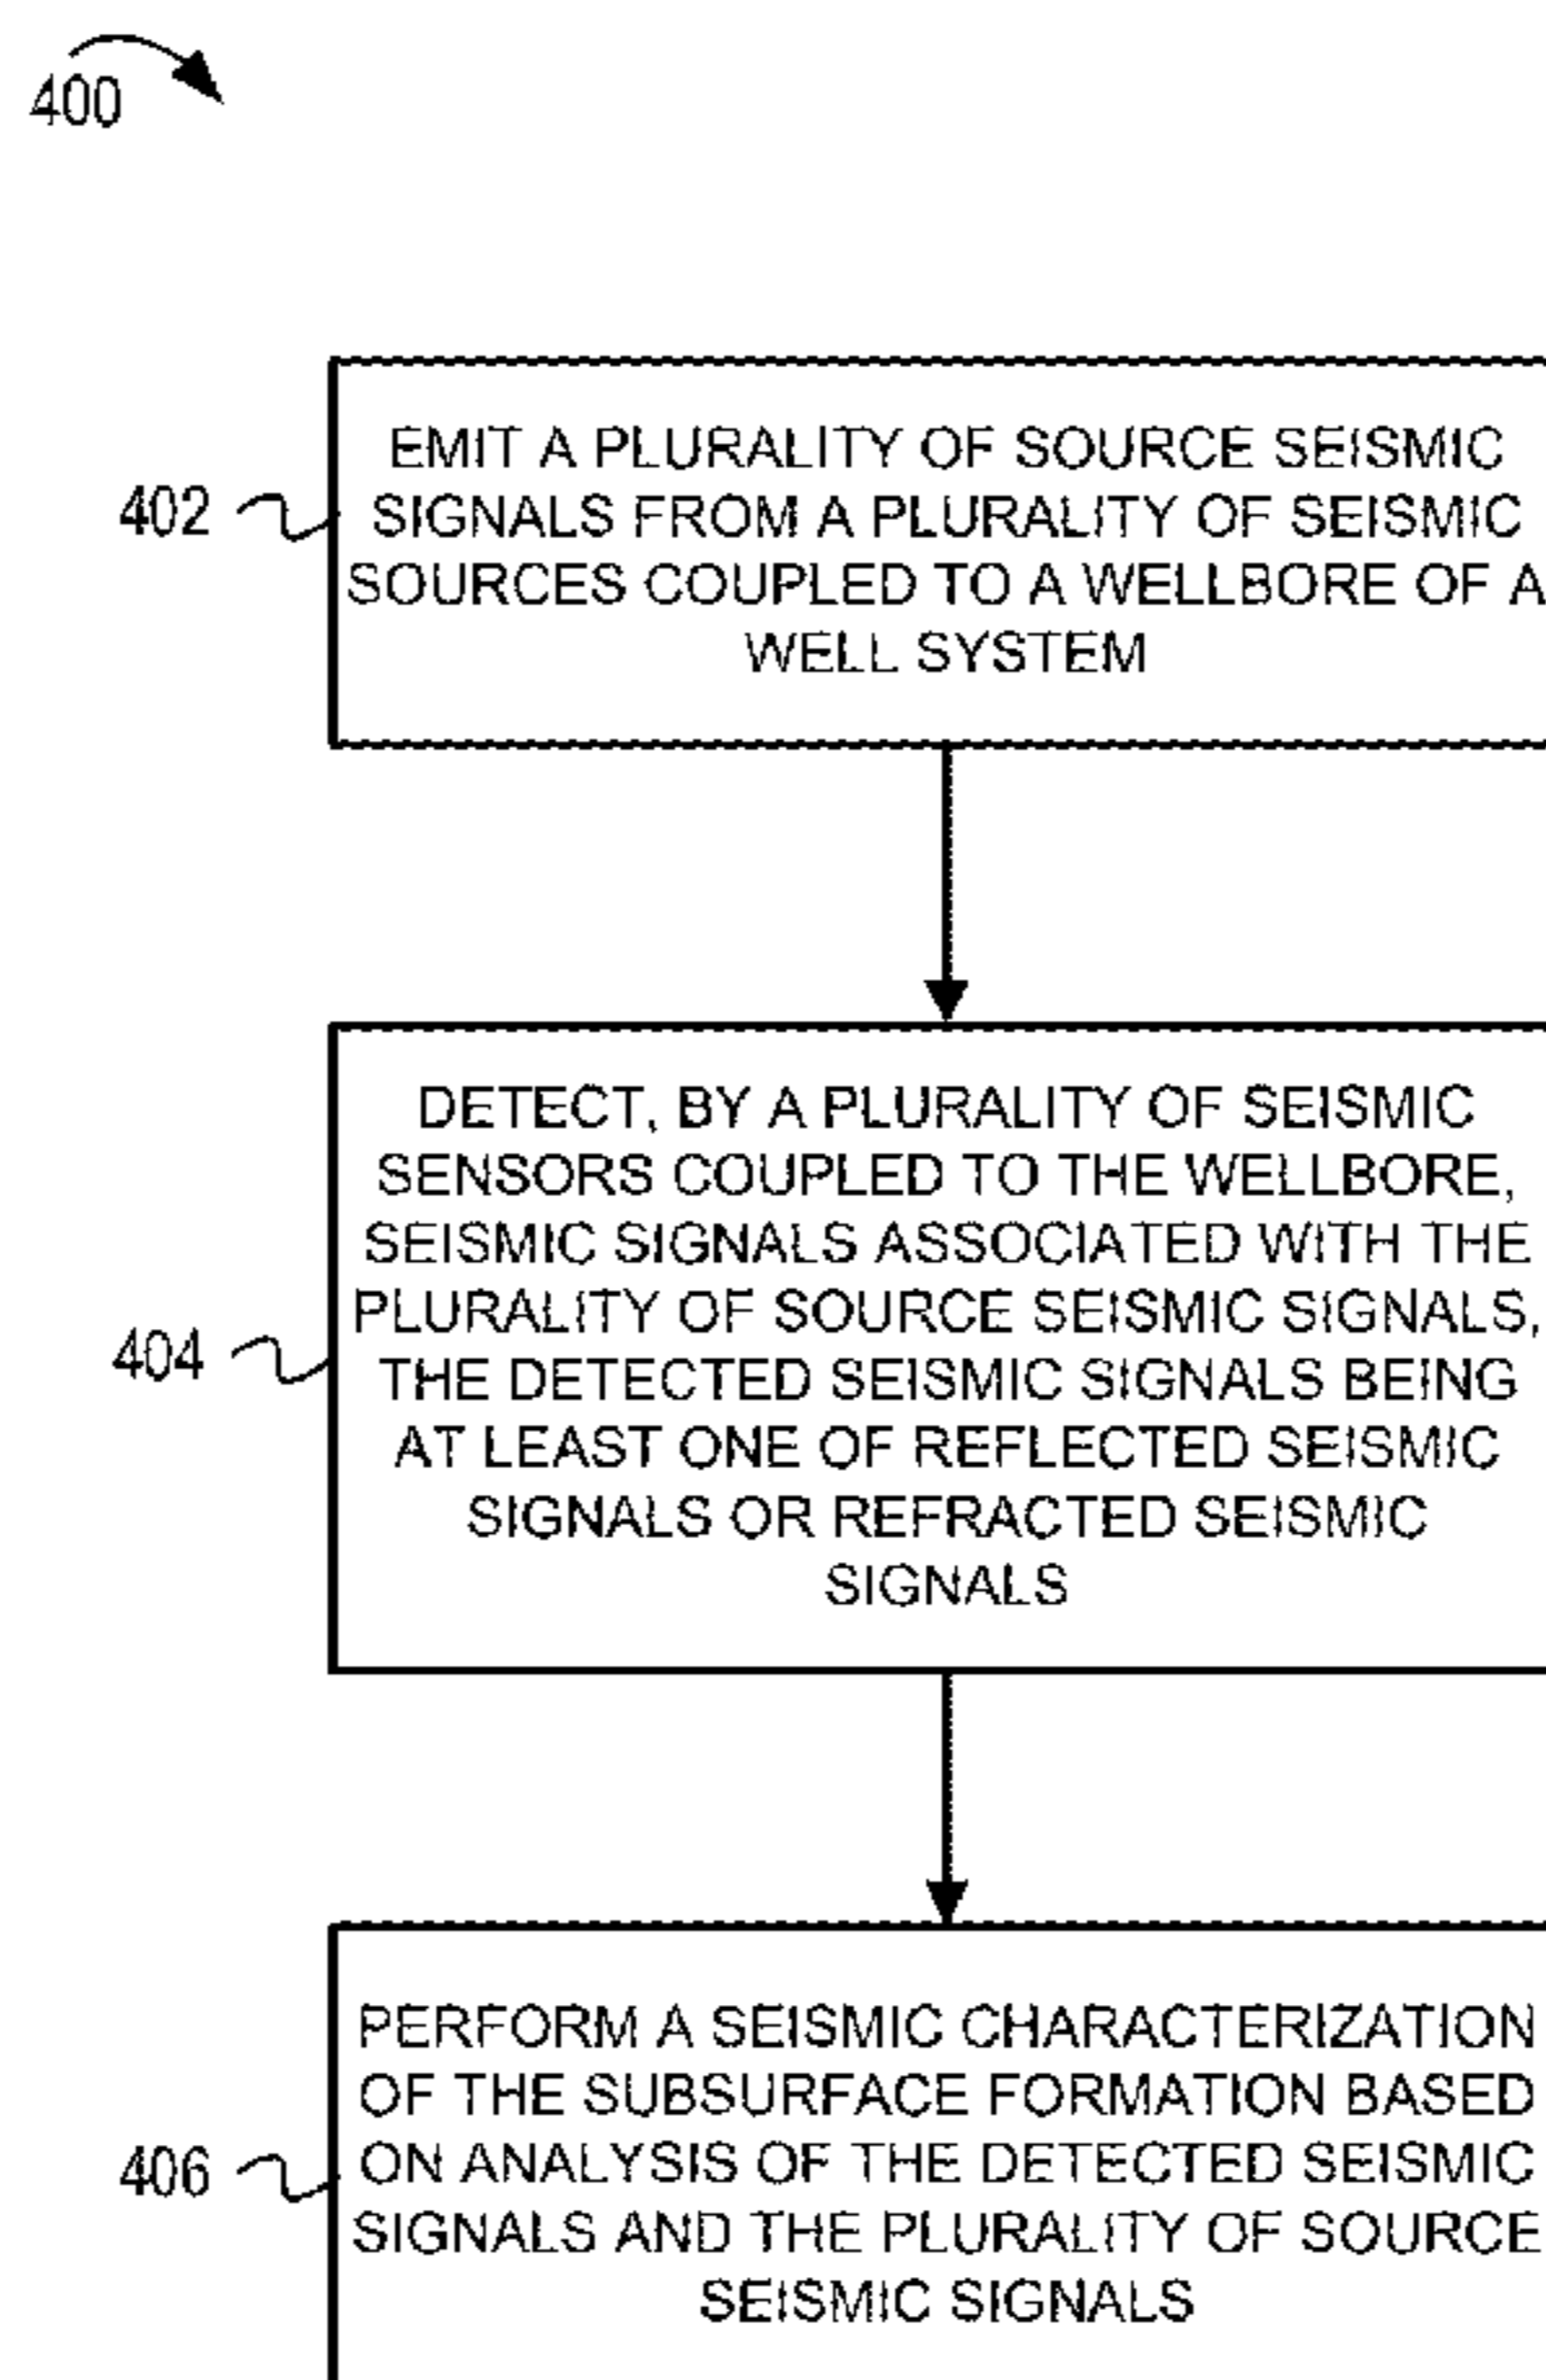 400
402
EMIT A PLURALITY OF SOURCE SEISMIC
SIGNALS FROM A PLURALITY OF SEISMIC
SOURCES COUPLED TO A WELLBORE OF A
WELL SYSTEM
404
DETECT, BY A PLURALITY OF SEISMIC
SENSORS COUPLED TO THE WELLBORE,
SEISMIC SIGNALS ASSOCIATED WITH THE
PLURALITY OF SOURCE SEISMIC SIGNALS,
THE DETECTED SEISMIC SIGNALS BEING
AT LEAST ONE OF REFLECTED SEISMIC
SIGNALS OR REFRACTED SEISMIC
SIGNALS
406
PERFORM A SEISMIC CHARACTERIZATION
OF THE SUBSURFACE FORMATION BASED
ON ANALYSIS OF THE DETECTED SEISMIC
SIGNALS AND THE PLURALITY OF SOURCE
SEISMIC SIGNALS